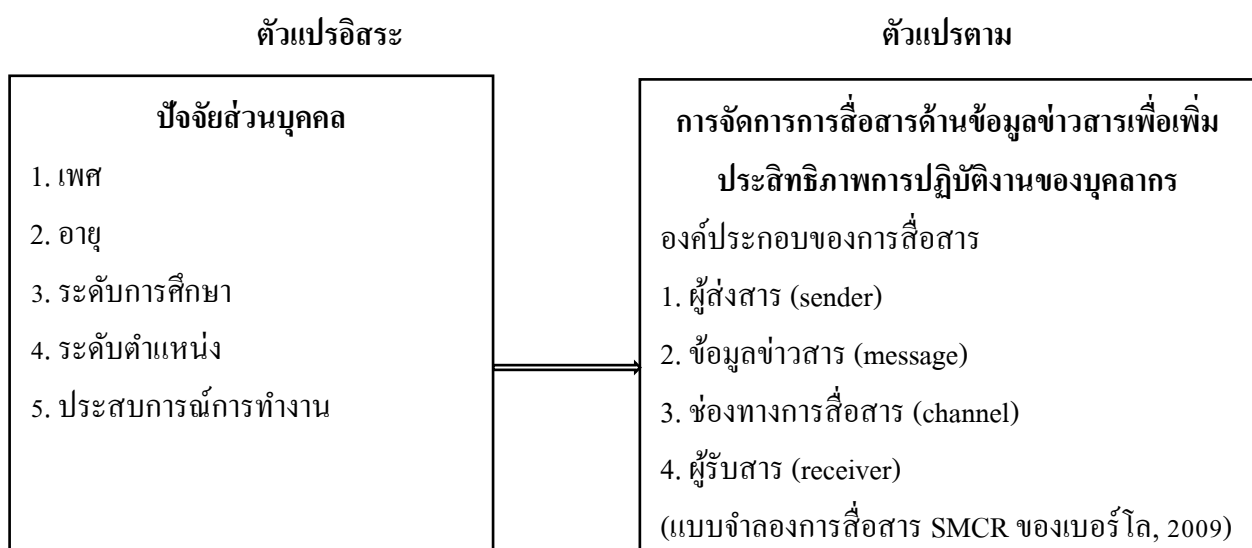 ตัวแปรอิสระ
ตัวแปรตาม
ปัจจัยส่วนบุคคล
1. เพศ
2. อายุ
3. ระดับการศึกษา
4. ระดับตำแหน่ง
5. ประสบการณ์การทำงาน
การจัดการการสื่อสารด้านข้อมูลข่าวสารเพื่อเพิ่ม
ประสิทธิภาพการปฏิบัติงานของบุคลากร
องค์ประกอบของการสื่อสาร
1. ผู้ส่งสาร (sender)
2. ข้อมูลข่าวสาร (message)
3. ช่องทางการสื่อสาร (channel)
4. ผู้รับสาร (receiver)
(แบบจำลองการสื่อสาร SMCR ของเบอร์โล, 2009)